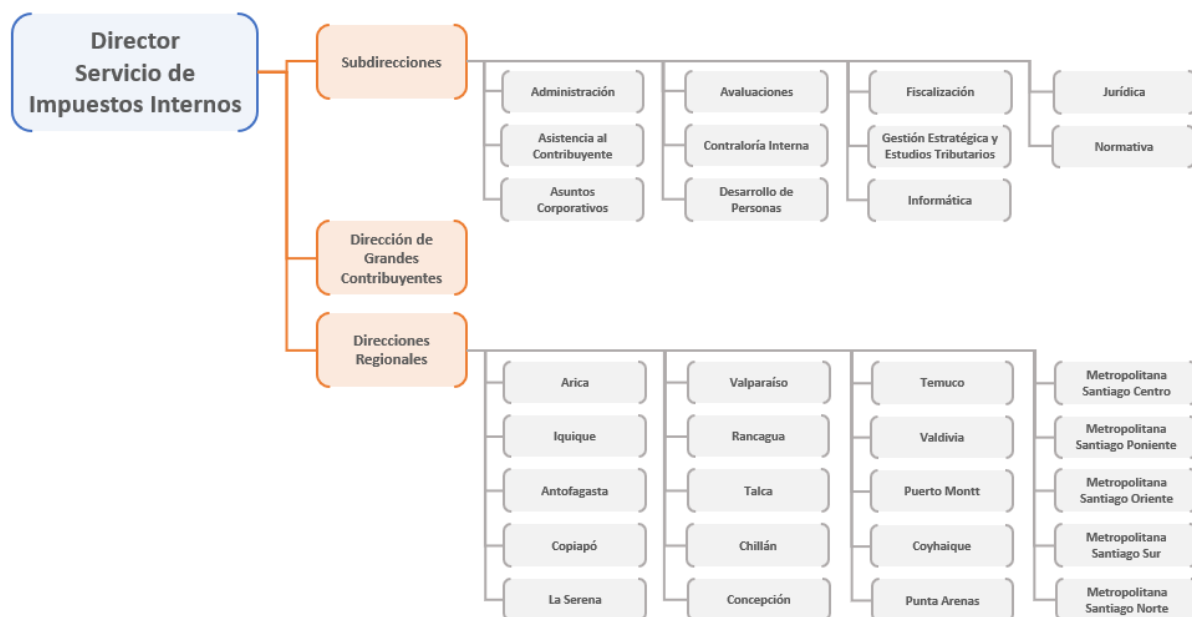 Director
Servicio de
Impuestos Internos
Subdirecciones
Administración
Avaluaciones
Fiscalización
Jurídica
Asistencia al
Contribuyente
Contraloría Interna
Gestión Estratégica y
Estudios Tributarios
Normativa
Asuntos
Corporativos
Desarrollo de
Personas
Informática
Dirección de
Grandes
Contribuyentes
Direcciones
Regionales
Arica
Valparaíso
Temuco
Metropolitana
Santiago Centro
Iquique
Rancagua
Valdivia
Metropolitana
Santiago Poniente
Antofagasta
Talca
Puerto Montt
Metropolitana
Santiago Oriente
Copiapó
Chillán
Coyhaique
Metropolitana
Santiago Sur
La Serena
Concepción
Punta Arenas
Metropolitana
Santiago Norte